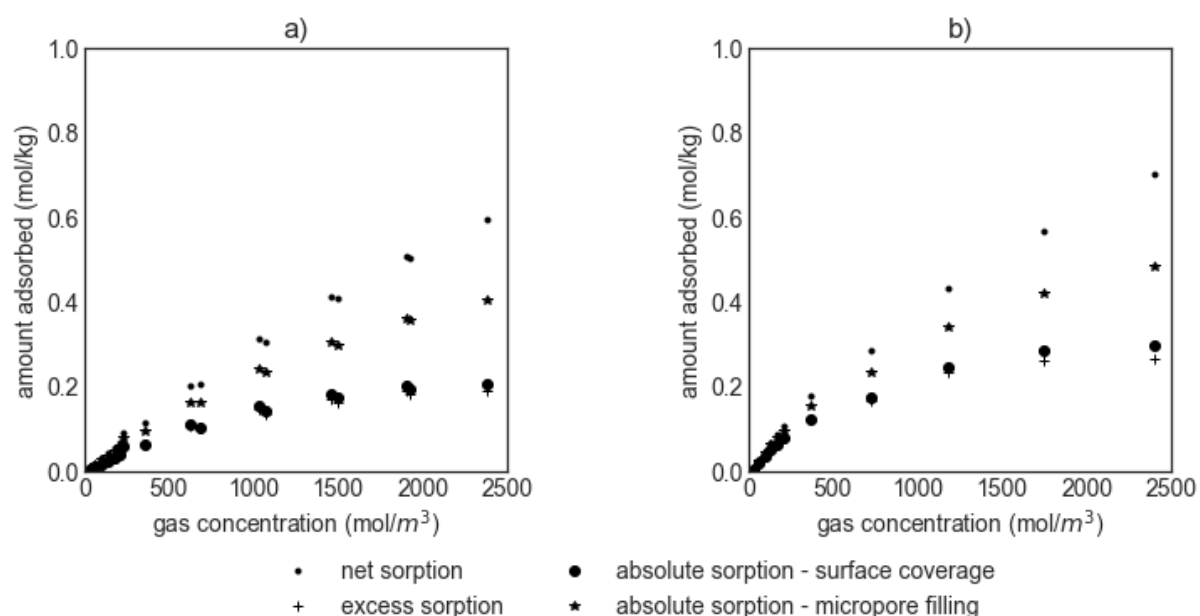 a)
amount adsorbed (mol/kg)
1.0
0.8
0.6
0.4
0.2
0.0
0 500 1000 1500 2000 2500
gas concentration (mol/m³)
b)
amount adsorbed (mol/kg)
1.0
0.8
0.6
0.4
0.2
0.0
0 500 1000 1500 2000 2500
gas concentration (mol/m³)
net sorption
excess sorption
absolute sorption - surface coverage
absolute sorption - micropore filling